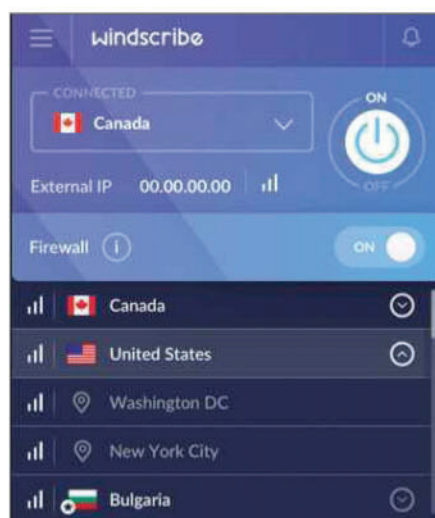 windscribe
CONNECTED
ON
Canada
OFF
External IP 00.00.00.00
Firewall i ON
Canada
United States
Washington DC
New York City
Bulgaria